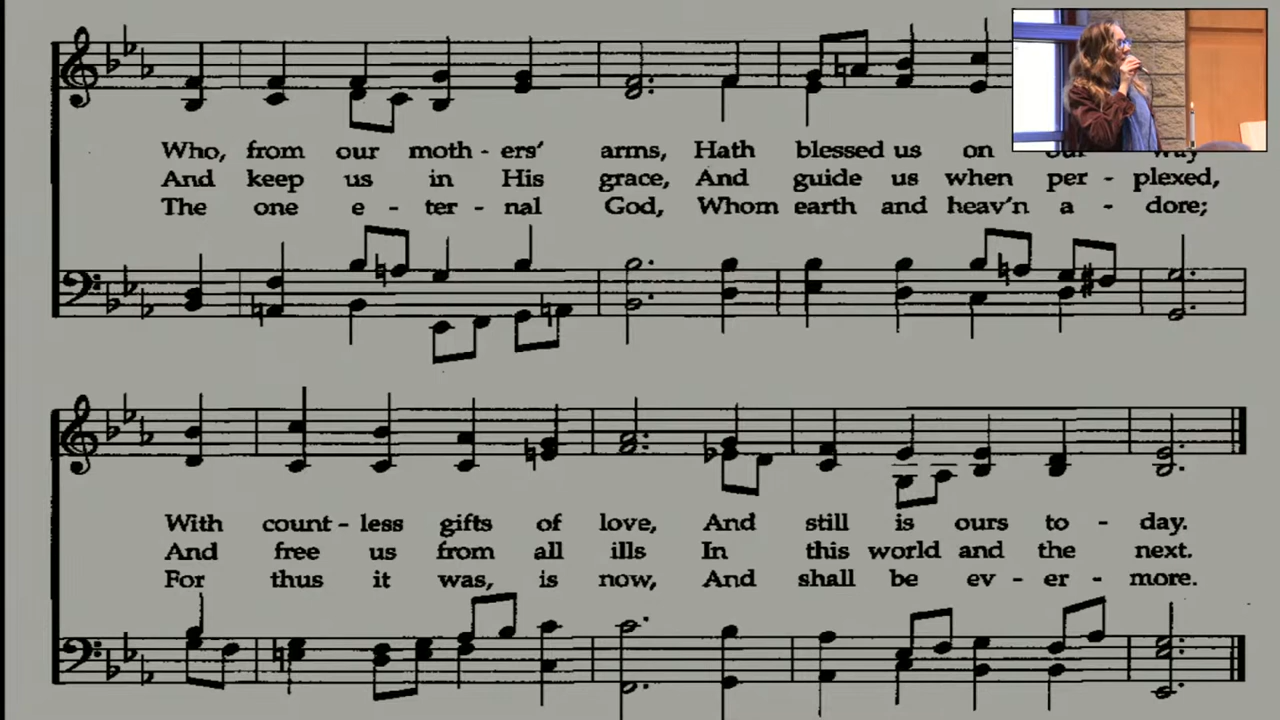 Who, from our moth - ers' arms, Hath blessed us on our way
And keep us in His grace, And guide us when per - plexed,
The one e - ter - nal God, Whom earth and heav'n a - dore;
With count - less gifts of love, And still is ours to - day.
And free us from all ills In this world and the next.
For thus it was, is now, And shall be ev - er - more.